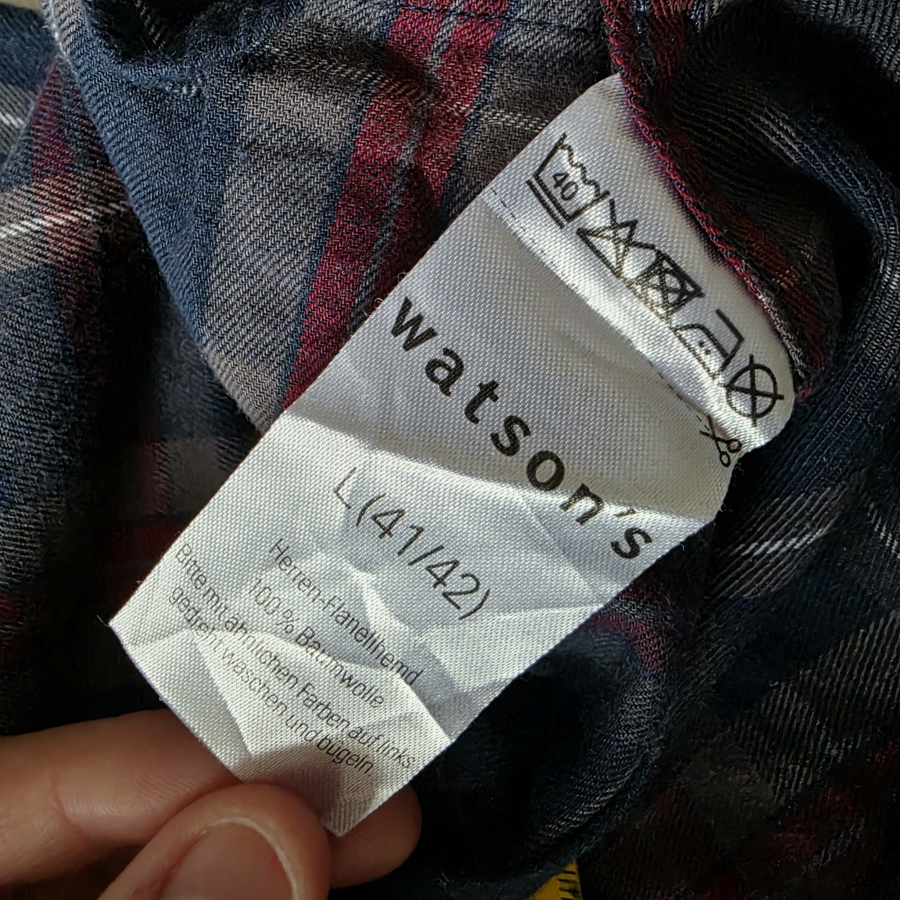 40
watson's
L (41/42)
Herren-Flanellhemd
100 % Baumwolle
Bitte mit ähnlichen Farben auf links
gedreht waschen und bügeln.